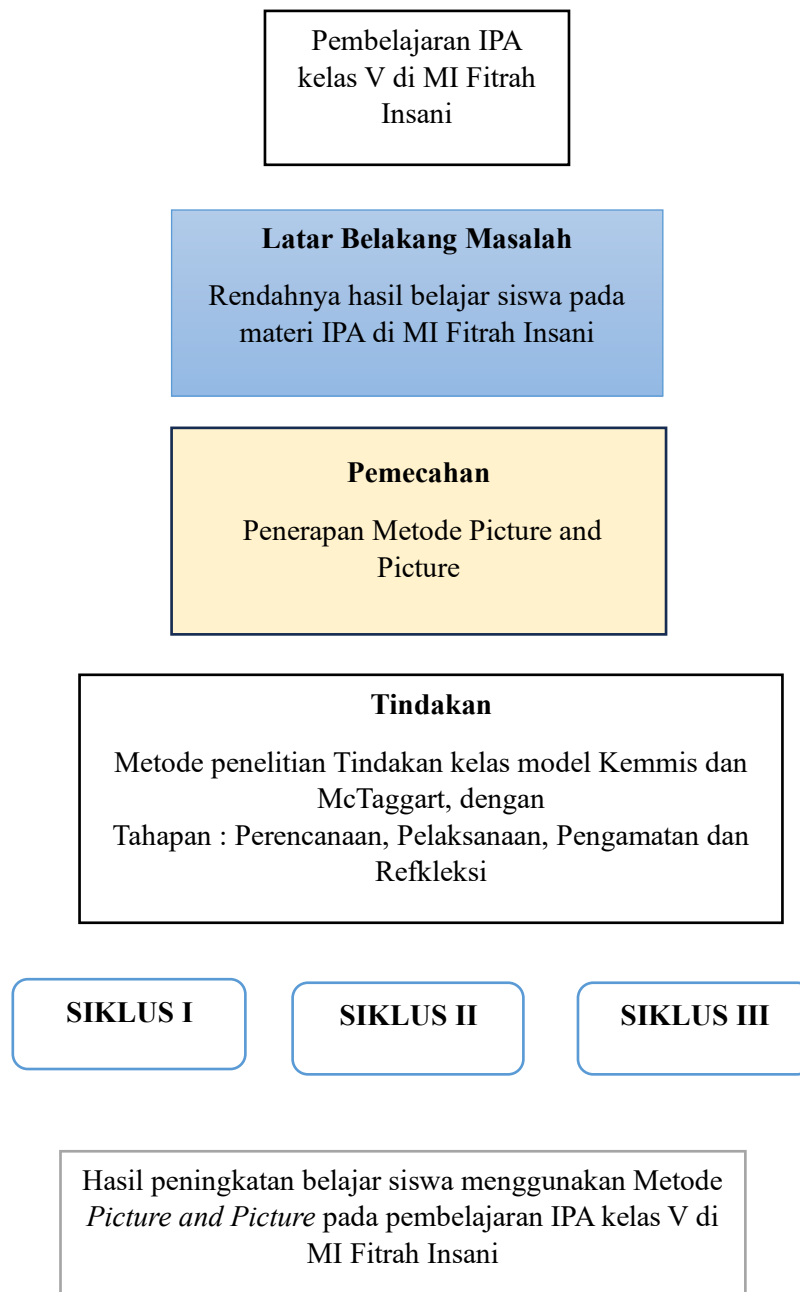 Pembelajaran IPA
kelas V di MI Fitrah
Insani
Latar Belakang Masalah
Rendahnya hasil belajar siswa pada
materi IPA di MI Fitrah Insani
Pemecahan
Penerapan Metode Picture and
Picture
Tindakan
Metode penelitian Tindakan kelas model Kemmis dan
McTaggart, dengan
Tahapan : Perencanaan, Pelaksanaan, Pengamatan dan
Refkleksi
SIKLUS I
SIKLUS II
SIKLUS III
Hasil peningkatan belajar siswa menggunakan Metode
Picture and Picture pada pembelajaran IPA kelas V di
MI Fitrah Insani